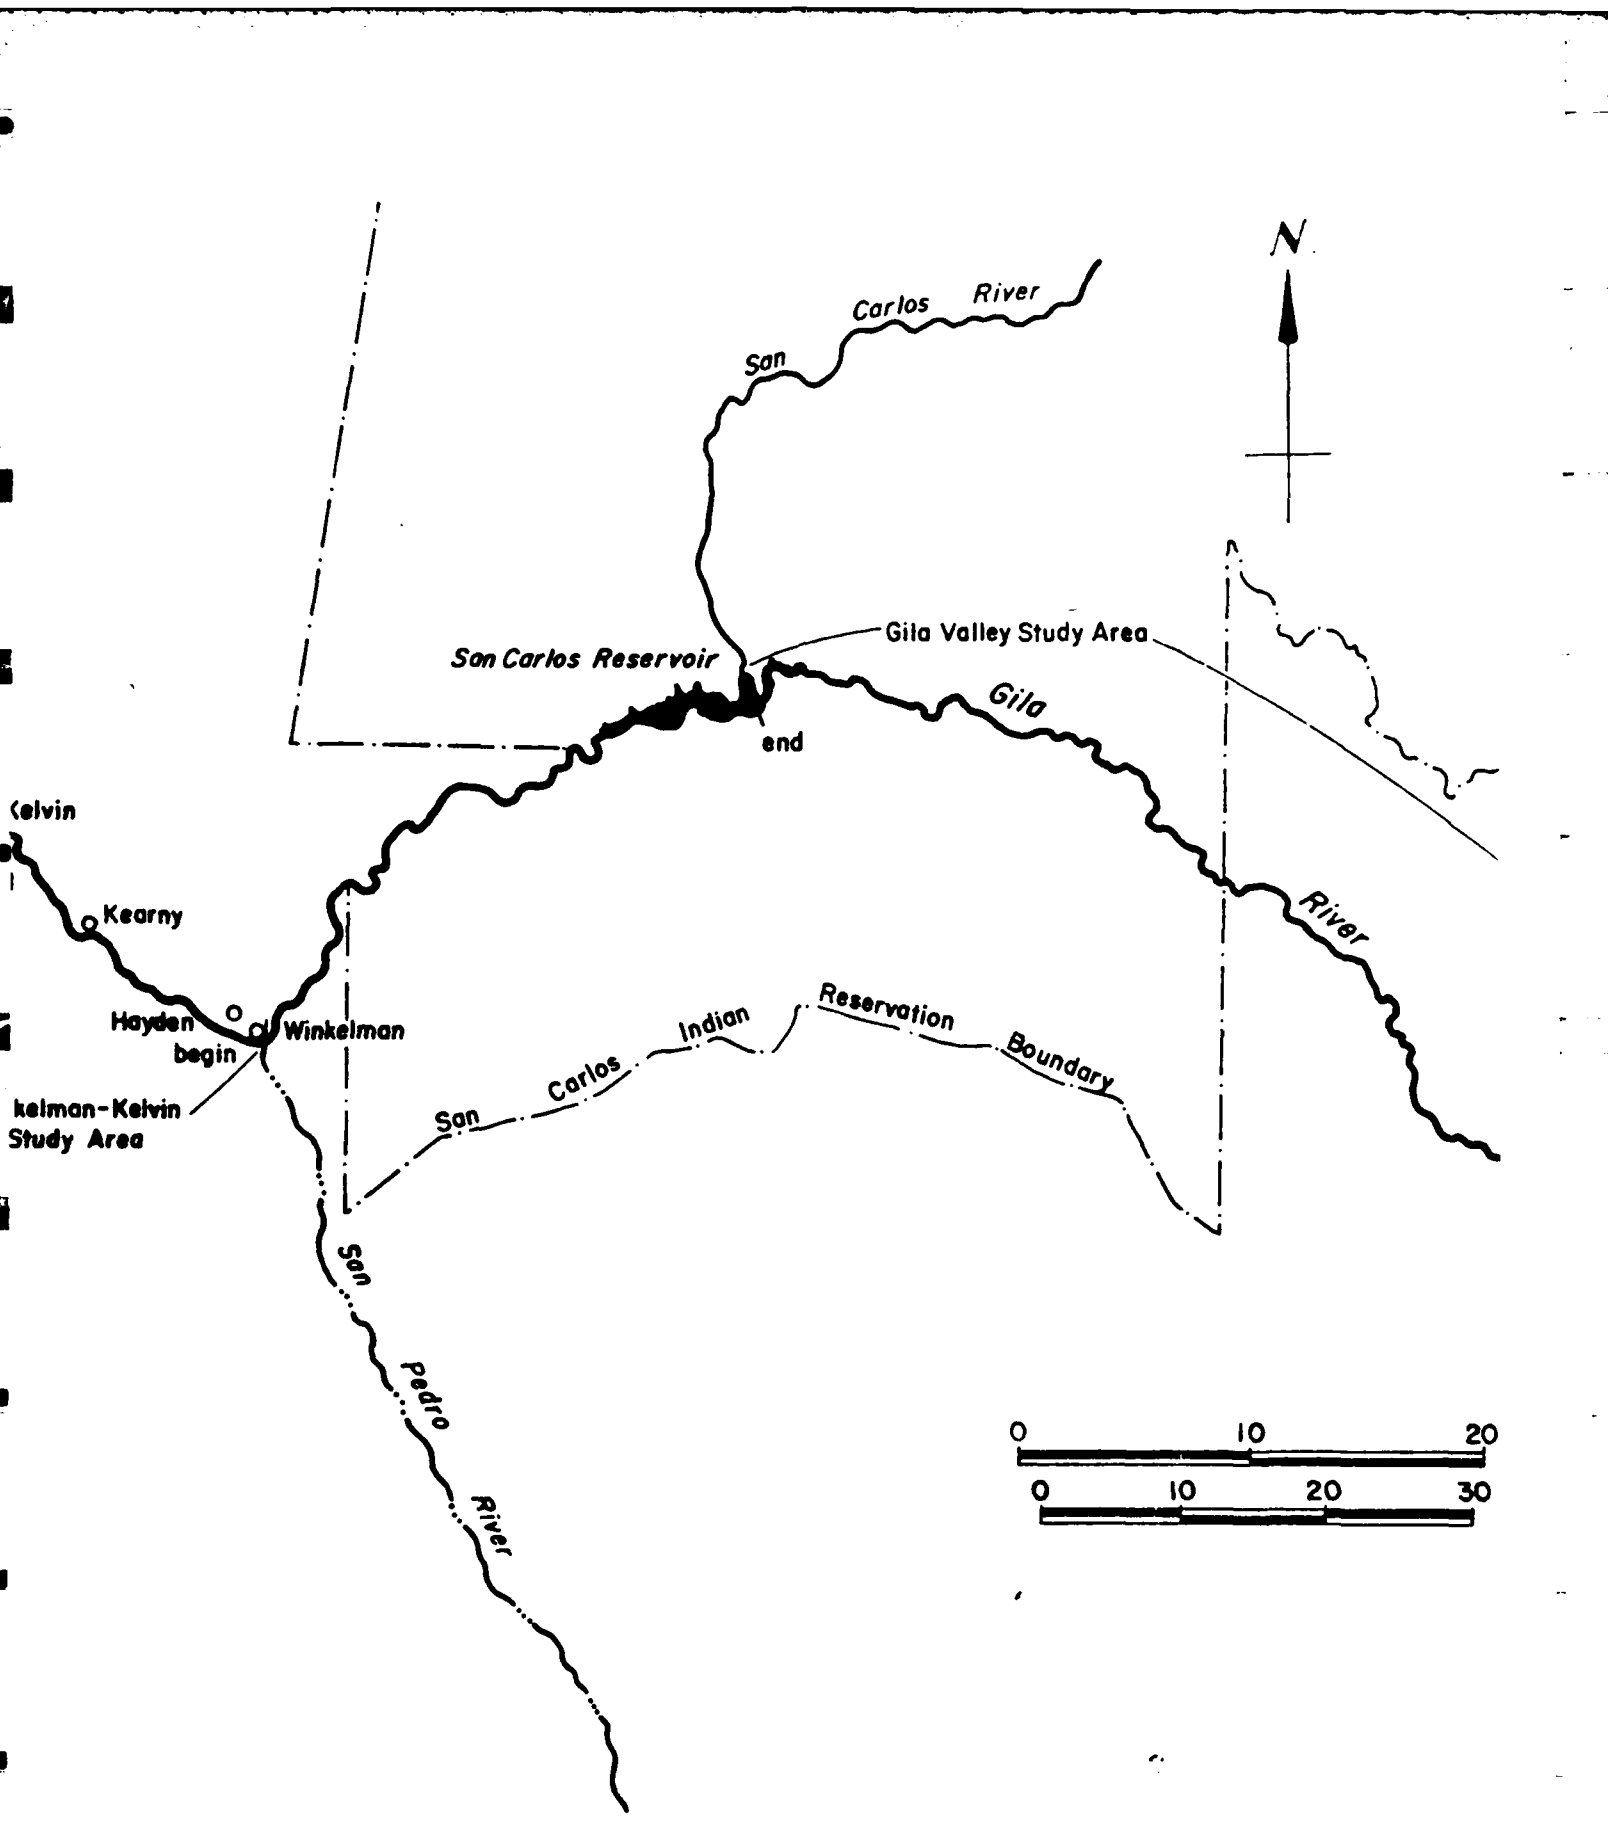 N
San Carlos River
Gila Valley Study Area
San Carlos Reservoir
end
Gila River
elvin
Kearny
Hayden
Winkelman
begin
kelman-Kelvin
Study Area
San Carlos Indian Reservation Boundary
San Pedro River
0 10 20
0 10 20 30